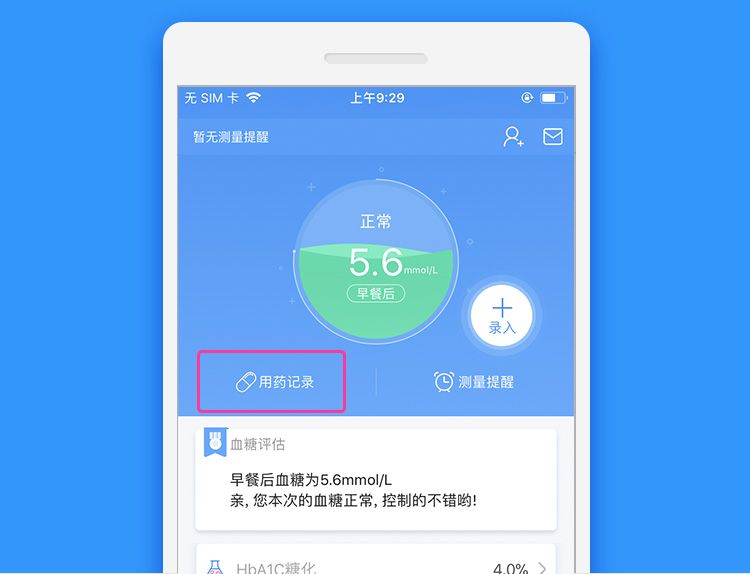 无 SIM 卡 上午9:29
暂无测量提醒
正常
5.6mmol/L
早餐后
录入
用药记录 测量提醒
血糖评估
早餐后血糖为5.6mmol/L
亲, 您本次的血糖正常, 控制的不错哟!
HbA1C糖化 4.0%